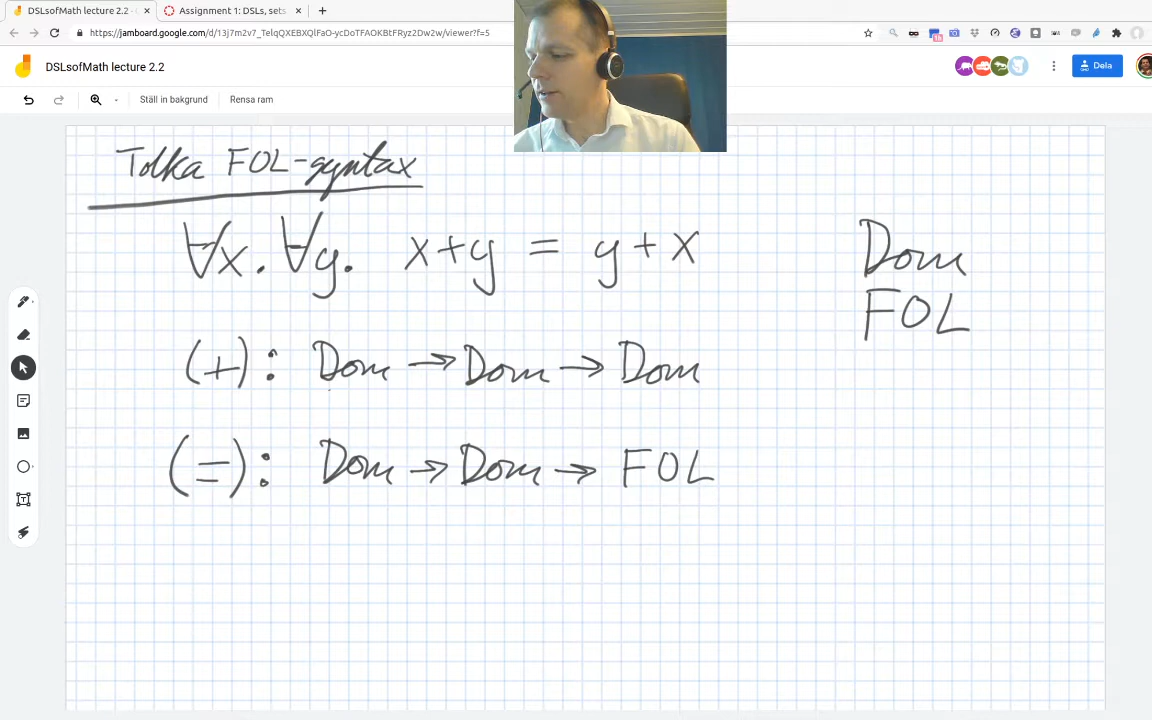 DSLsofMath lecture 2.2 -
Assignment 1: DSLs, sets
https://jamboard.google.com/d/13j7m2v7_TelqQXEBXQlFaO-ycDoTFAOKBtFRyz2Dw2w/viewer?f=5
DSLsofMath lecture 2.2
Dela
Ställ in bakgrund
Rensa ram
Tolka FOL-syntax
∀x. ∀y. x+y = y+x
Dom
FOL
(+): Dom → Dom → Dom
(=): Dom → Dom → FOL